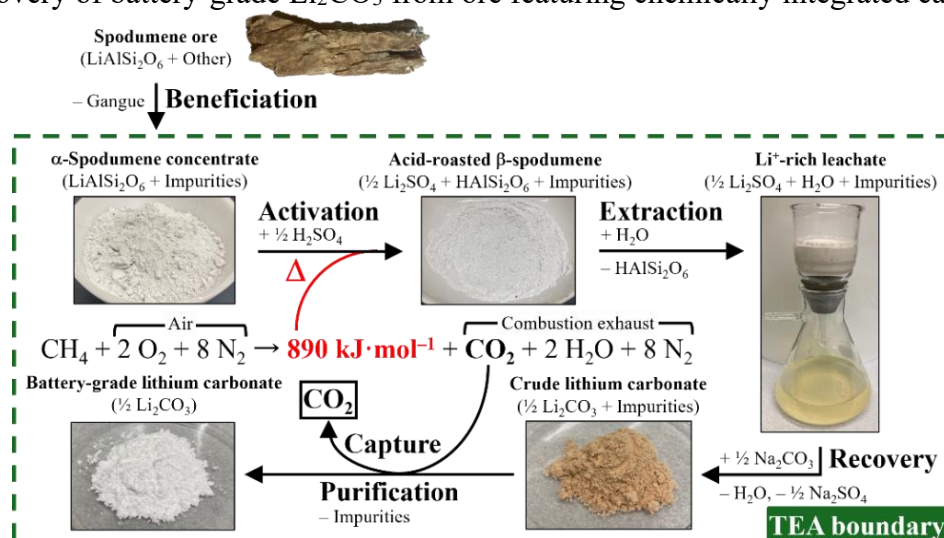 overy of battery-grade Li₂CO₃ from ore featuring chemically integrated ca
Spodumene ore
(LiAlSi₂O₆ + Other)
– Gangue
Beneficiation
α-Spodumene concentrate
(LiAlSi₂O₆ + Impurities)
Activation
+ ½ H₂SO₄
Δ
Acid-roasted β-spodumene
(½ Li₂SO₄ + HAlSi₂O₆ + Impurities)
Extraction
+ H₂O
– HAlSi₂O₆
Li⁺-rich leachate
(½ Li₂SO₄ + H₂O + Impurities)
Air
Combustion exhaust
CH₄ + 2 O₂ + 8 N₂ → 890 kJ·mol⁻¹ + CO₂ + 2 H₂O + 8 N₂
Battery-grade lithium carbonate
(½ Li₂CO₃)
CO₂
Capture
Purification
– Impurities
Crude lithium carbonate
(½ Li₂CO₃ + Impurities)
+ ½ Na₂CO₃
Recovery
– H₂O, – ½ Na₂SO₄
TEA boundary